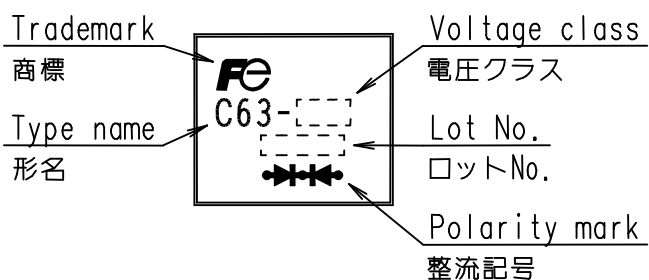 Trademark
商標
Type name
形名
Fe
C63-
Voltage class
電圧クラス
Lot No.
ロットNo.
Polarity mark
整流記号